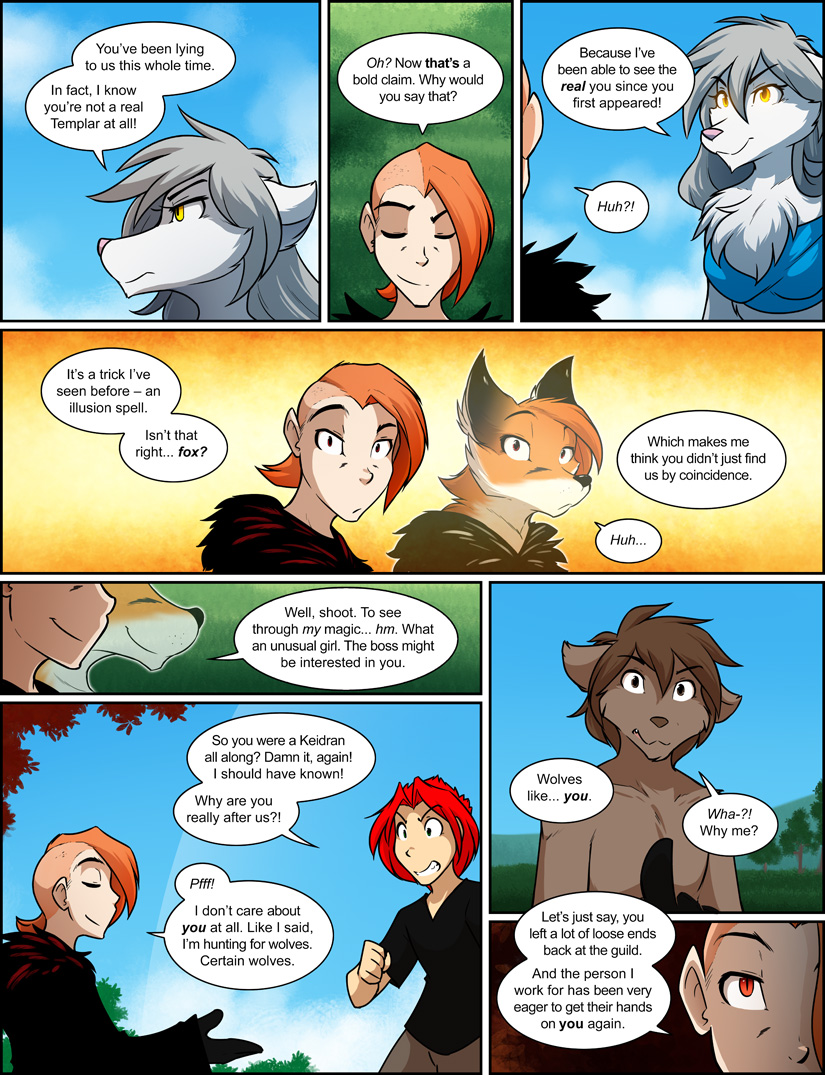 You've been lying
to us this whole time.
In fact, I know
you're not a real
Templar at all!
Oh? Now that's a
bold claim. Why would
you say that?
Because I've
been able to see the
real you since you
first appeared!
Huh?!
It's a trick I've
seen before – an
illusion spell.
Isn't that
right... fox?
Which makes me
think you didn't just find
us by coincidence.
Huh...
Well, shoot. To see
through my magic... hm. What
an unusual girl. The boss might
be interested in you.
So you were a Keidran
all along? Damn it, again!
I should have known!
Why are you
really after us?!
Pfff!
I don't care about
you at all. Like I said,
I'm hunting for wolves.
Certain wolves.
Wolves
like... you.
Wha-?!
Why me?
Let's just say, you
left a lot of loose ends
back at the guild.
And the person I
work for has been very
eager to get their hands
on you again.